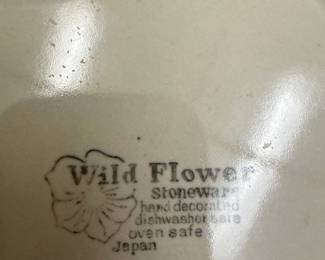 Wild Flower
Stoneware
hand decorated
dishwasher safe
oven safe
Japan